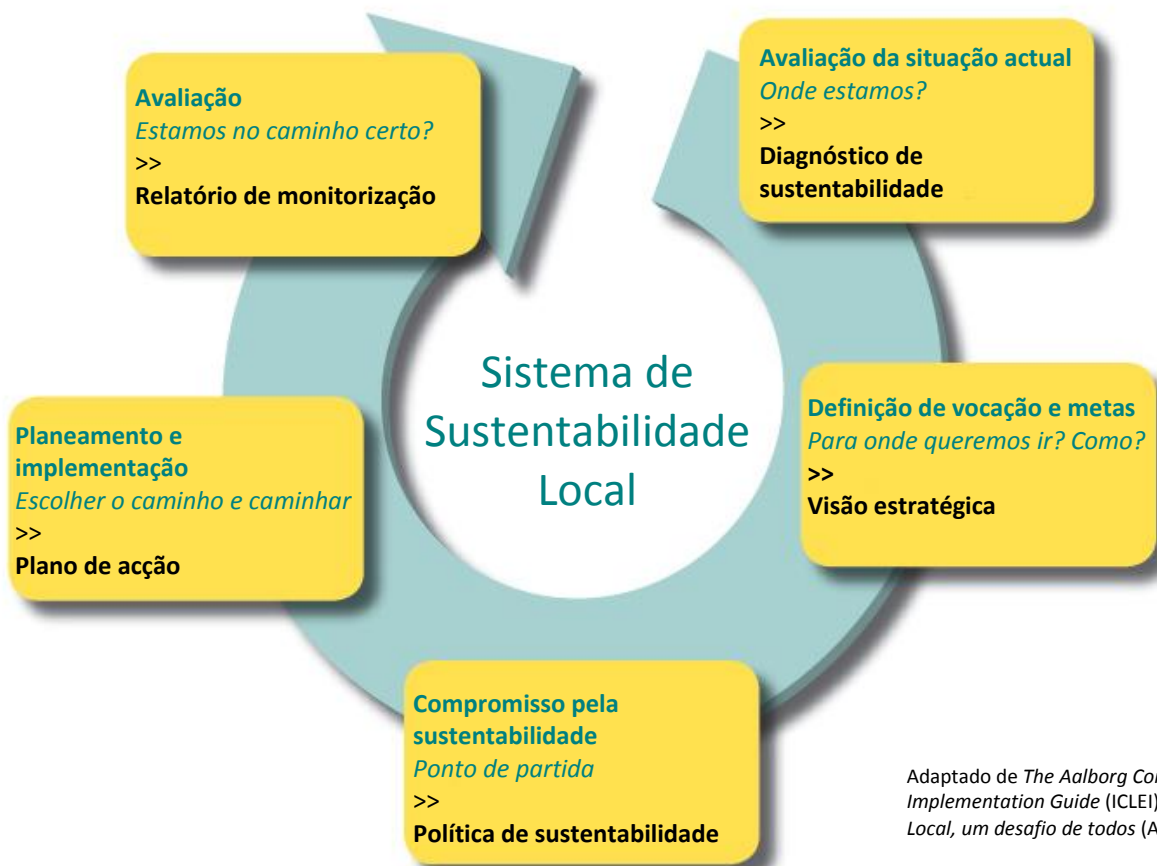 Avaliação da situação actual
Onde estamos?
>>
Diagnóstico de
sustentabilidade
Definição de vocação e metas
Para onde queremos ir? Como?
>>
Visão estratégica
Compromisso pela
sustentabilidade
Ponto de partida
>>
Política de sustentabilidade
Planeamento e
implementação
Escolher o caminho e caminhar
>>
Plano de acção
Avaliação
Estamos no caminho certo?
>>
Relatório de monitorização
Sistema de
Sustentabilidade
Local
Adaptado de The Aalborg
Implementation Guide (ICLEI)
Local, um desafio de todos